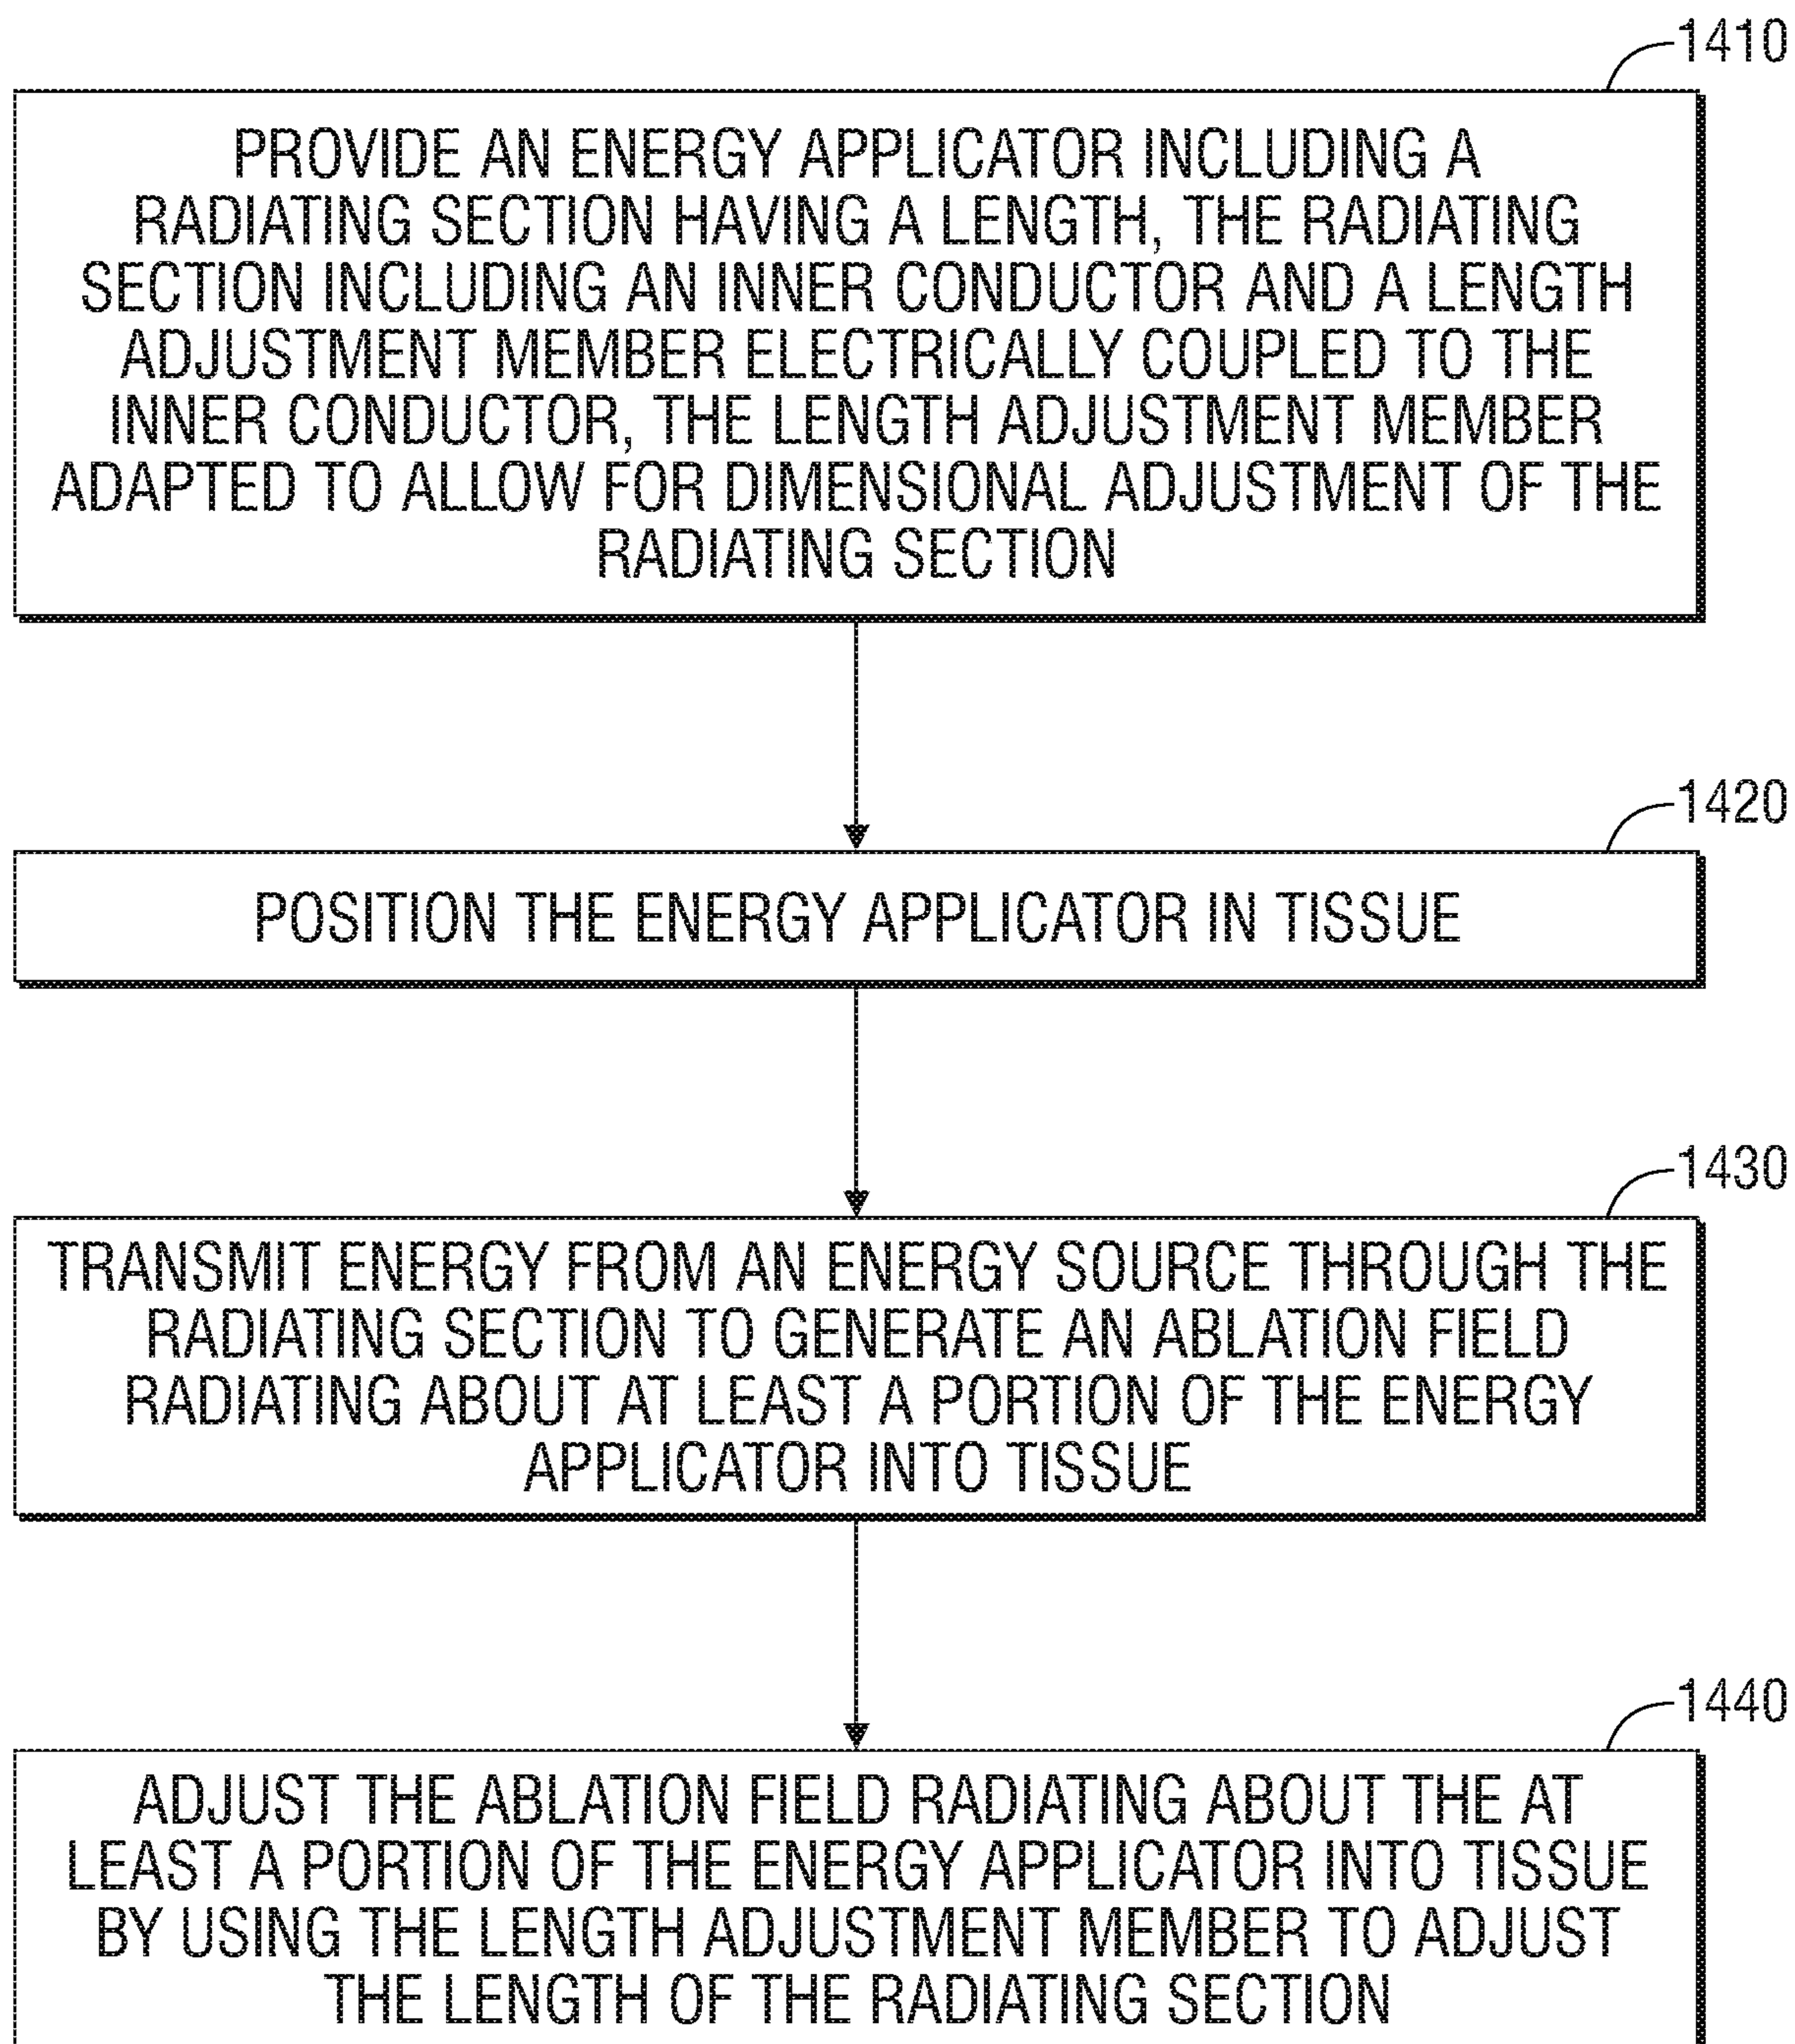 1410
PROVIDE AN ENERGY APPLICATOR INCLUDING A
RADIATING SECTION HAVING A LENGTH, THE RADIATING
SECTION INCLUDING AN INNER CONDUCTOR AND A LENGTH
ADJUSTMENT MEMBER ELECTRICALLY COUPLED TO THE
INNER CONDUCTOR, THE LENGTH ADJUSTMENT MEMBER
ADAPTED TO ALLOW FOR DIMENSIONAL ADJUSTMENT OF THE
RADIATING SECTION
1420
POSITION THE ENERGY APPLICATOR IN TISSUE
1430
TRANSMIT ENERGY FROM AN ENERGY SOURCE THROUGH THE
RADIATING SECTION TO GENERATE AN ABLATION FIELD
RADIATING ABOUT AT LEAST A PORTION OF THE ENERGY
APPLICATOR INTO TISSUE
1440
ADJUST THE ABLATION FIELD RADIATING ABOUT THE AT
LEAST A PORTION OF THE ENERGY APPLICATOR INTO TISSUE
BY USING THE LENGTH ADJUSTMENT MEMBER TO ADJUST
THE LENGTH OF THE RADIATING SECTION